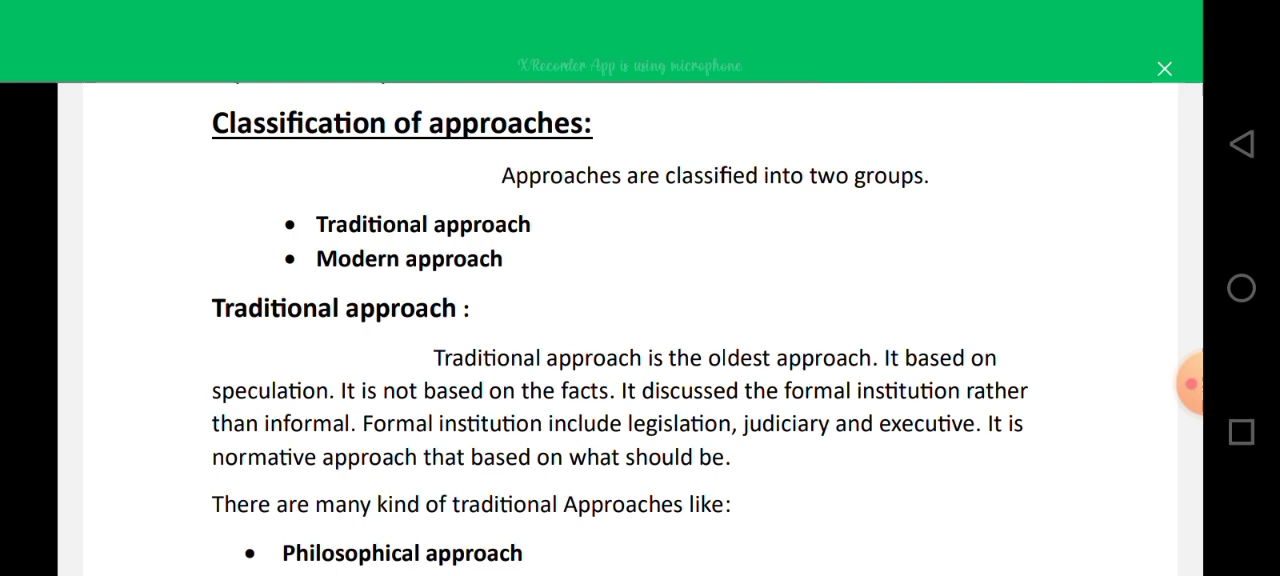 XRecorder App is using microphone
Classification of approaches:
Approaches are classified into two groups.
• Traditional approach
• Modern approach
Traditional approach :
Traditional approach is the oldest approach. It based on
speculation. It is not based on the facts. It discussed the formal institution rather
than informal. Formal institution include legislation, judiciary and executive. It is
normative approach that based on what should be.
There are many kind of traditional Approaches like:
• Philosophical approach